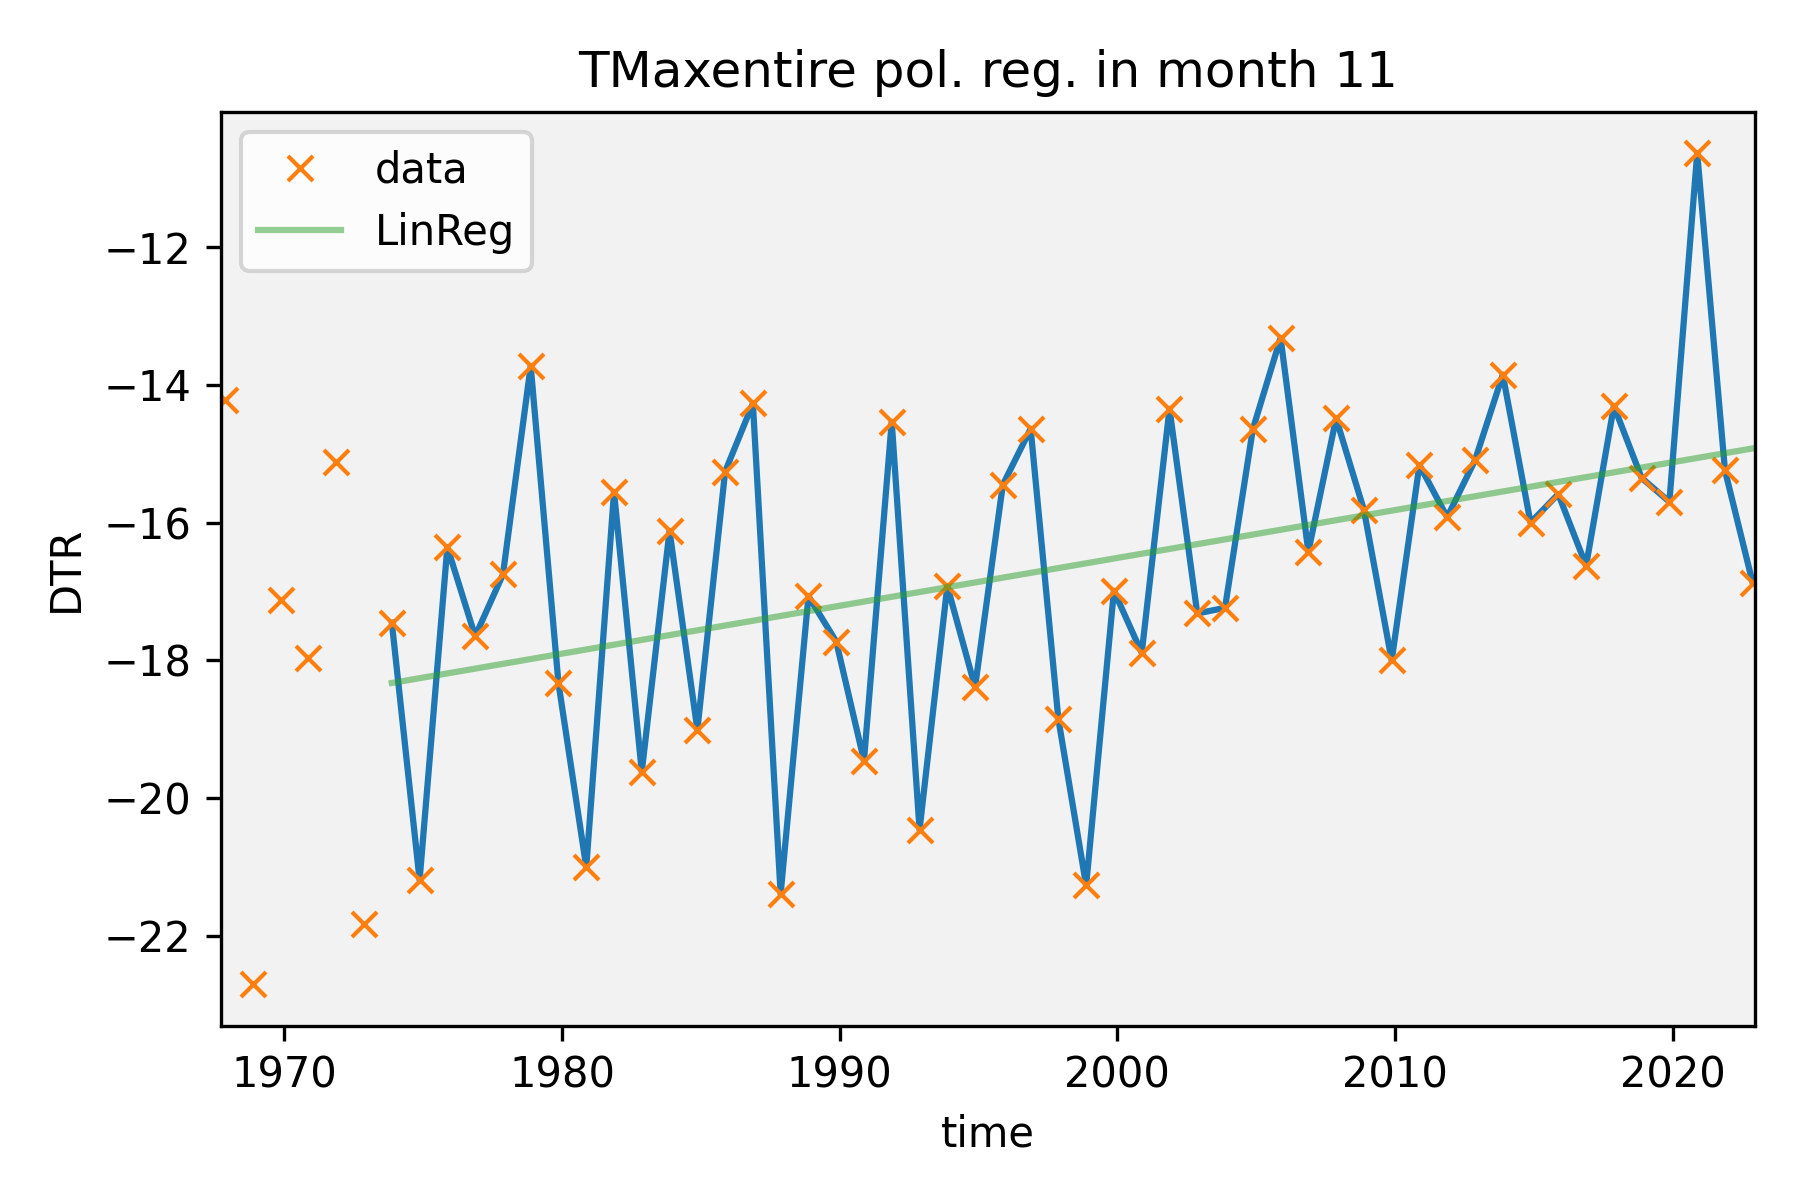 TMaxentire pol. reg. in month 11
data
LinReg
−12
−14
−16
−18
−20
−22
DTR
1970 1980 1990 2000 2010 2020
time